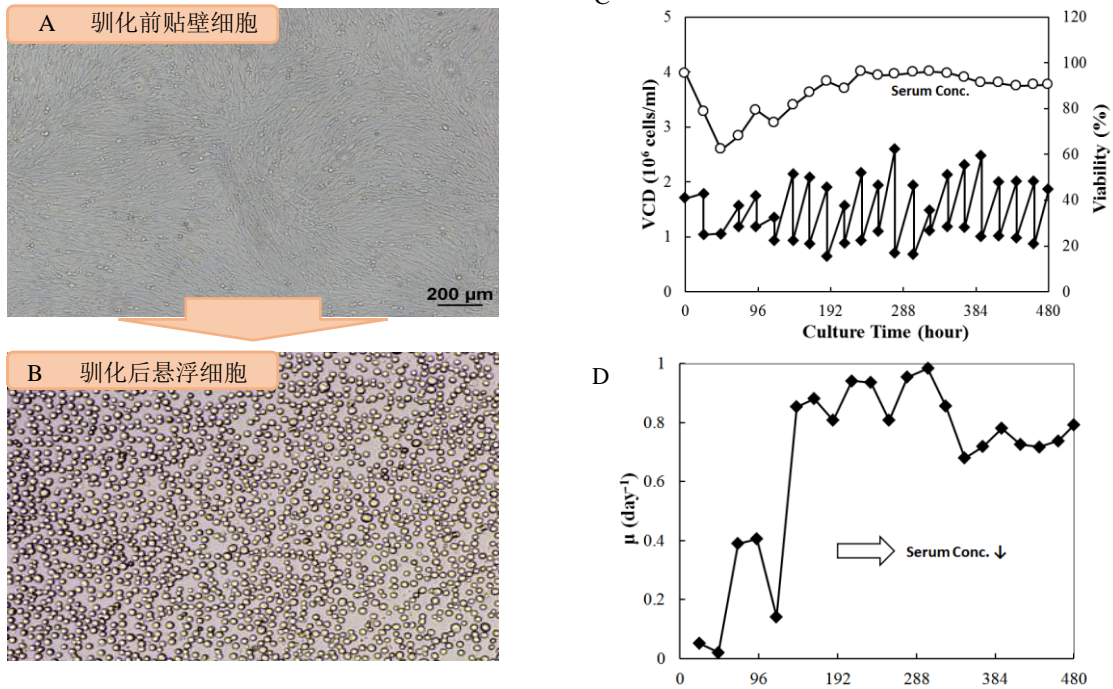 A 驯化前贴壁细胞
200 µm
B 驯化后悬浮细胞
C
5
4
3
2
1
0
VCD (10⁶ cells/ml)
120
100
80
60
40
20
0
Viability (%)
Serum Conc.
0 96 192 288 384 480
Culture Time (hour)
D
1
0.8
0.6
0.4
0.2
0
µ (day⁻¹)
Serum Conc. ↓
0 96 192 288 384 480